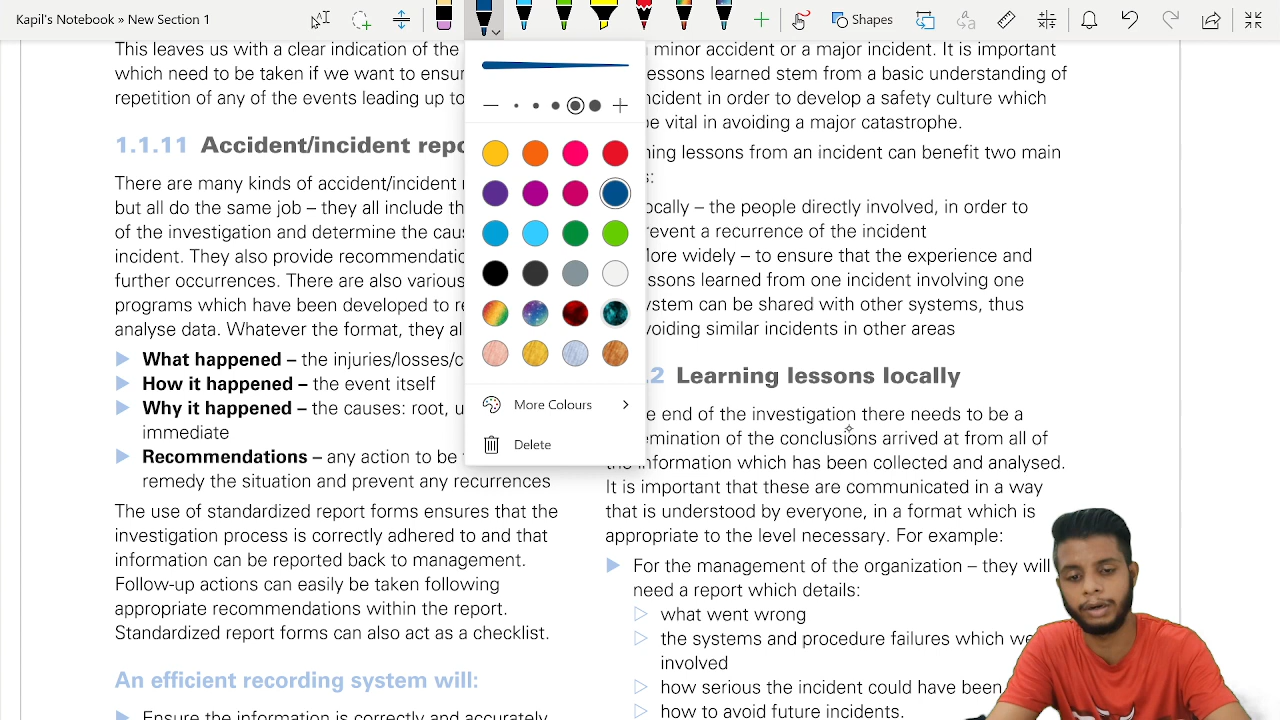 Kapil's Notebook » New Section 1
Shapes
This leaves us with a clear indication of the
which need to be taken if we want to ensur
repetition of any of the events leading up to
1.1.11 Accident/incident repo
There are many kinds of accident/incident
but all do the same job – they all include th
of the investigation and determine the cau
incident. They also provide recommendatio
further occurrences. There are also various
programs which have been developed to re
analyse data. Whatever the format, they al
What happened – the injuries/losses/c
How it happened – the event itself
Why it happened – the causes: root, u
immediate
Recommendations – any action to be
remedy the situation and prevent any recurrences
The use of standardized report forms ensures that the
investigation process is correctly adhered to and that
information can be reported back to management.
Follow-up actions can easily be taken following
appropriate recommendations within the report.
Standardized report forms can also act as a checklist.
An efficient recording system will:
Ensure the information is correctly and accurately
More Colours
Delete
minor accident or a major incident. It is important
essons learned stem from a basic understanding of
ncident in order to develop a safety culture which
be vital in avoiding a major catastrophe.
ning lessons from an incident can benefit two main
s:
ocally – the people directly involved, in order to
revent a recurrence of the incident
More widely – to ensure that the experience and
ssons learned from one incident involving one
ystem can be shared with other systems, thus
voiding similar incidents in other areas
.2 Learning lessons locally
e end of the investigation there needs to be a
emination of the conclusions arrived at from all of
the information which has been collected and analysed.
It is important that these are communicated in a way
that is understood by everyone, in a format which is
appropriate to the level necessary. For example:
For the management of the organization – they will
need a report which details:
what went wrong
the systems and procedure failures which we
involved
how serious the incident could have been
how to avoid future incidents.